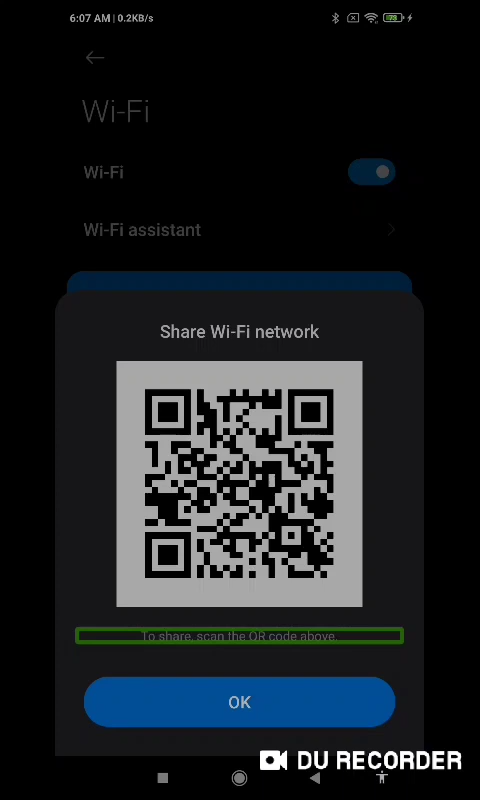 6:07 AM | 0.2KB/s
73
Wi-Fi
Wi-Fi
Wi-Fi assistant
Share Wi-Fi network
To share, scan the QR code above.
OK
DU RECORDER